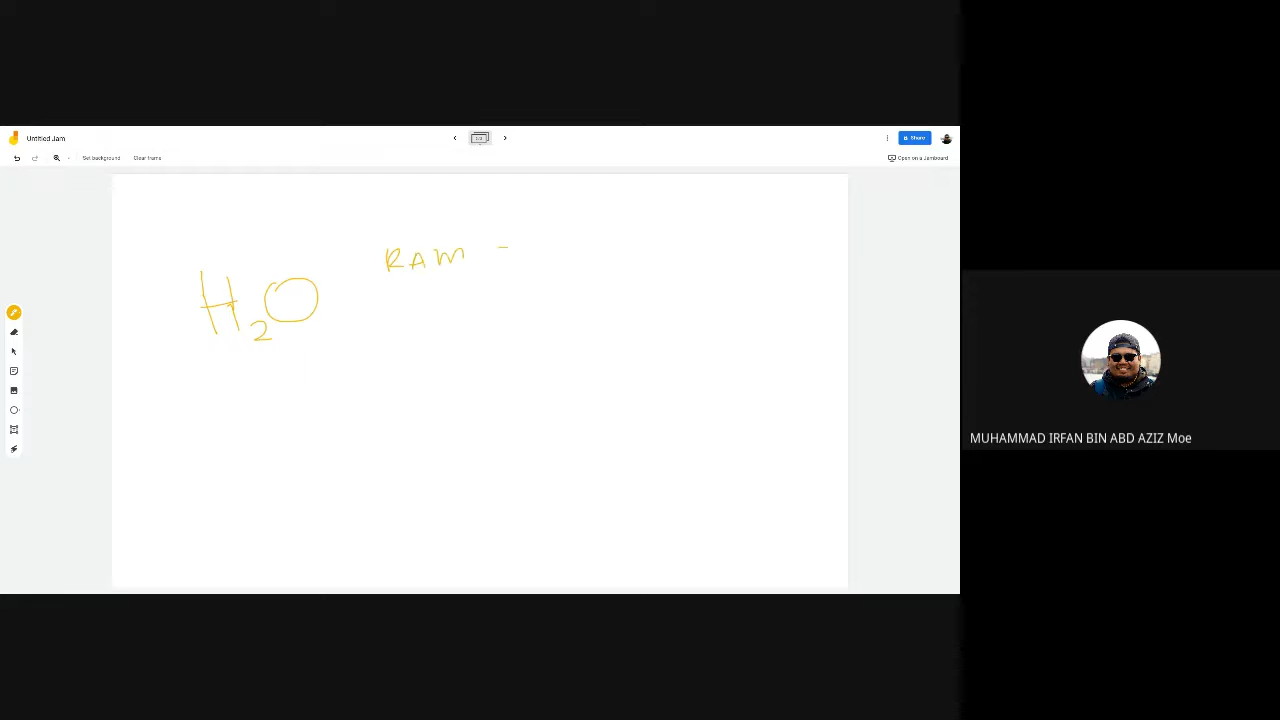 Untitled Jam
Share
Set background
Clear frame
Open on a Jamboard
RAM -
H2O
MUHAMMAD IRFAN BIN ABD AZIZ Moe